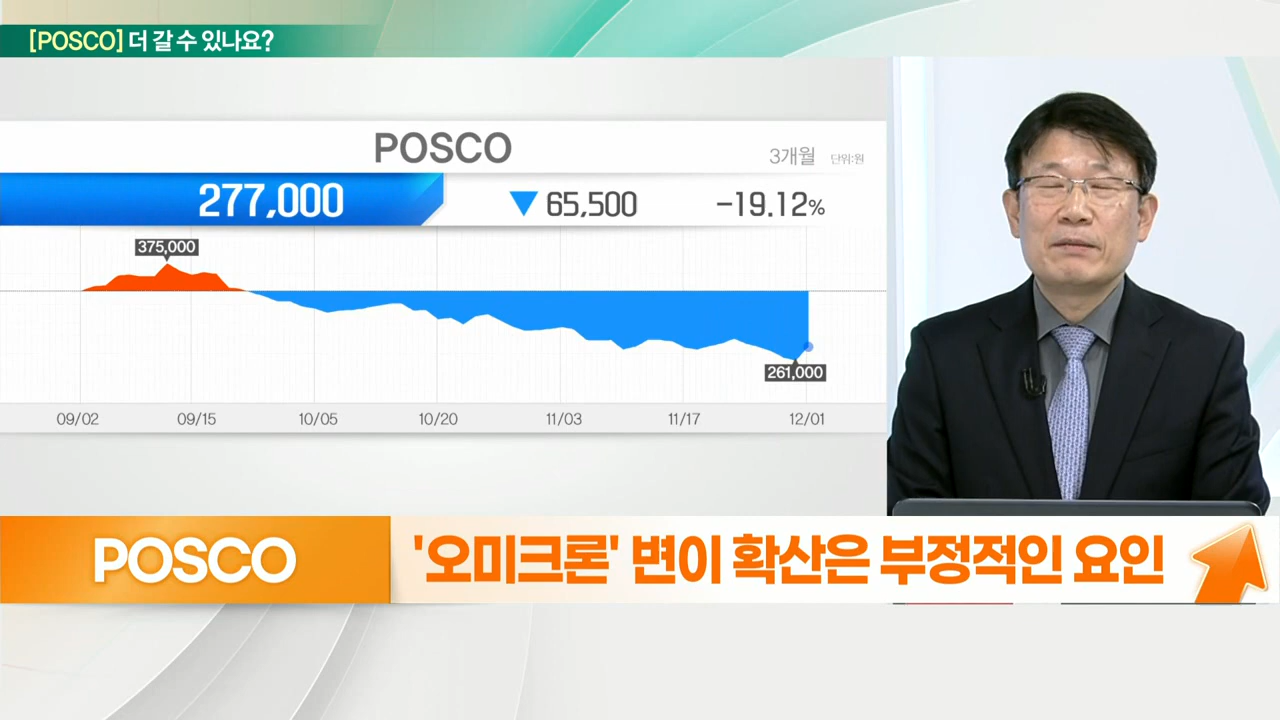 [POSCO] 더 갈 수 있나요?
POSCO
3개월 단위:원
277,000 ▼ 65,500 -19.12%
375,000
261,000
09/02 09/15 10/05 10/20 11/03 11/17 12/01
POSCO
'오미크론' 변이 확산은 부정적인 요인